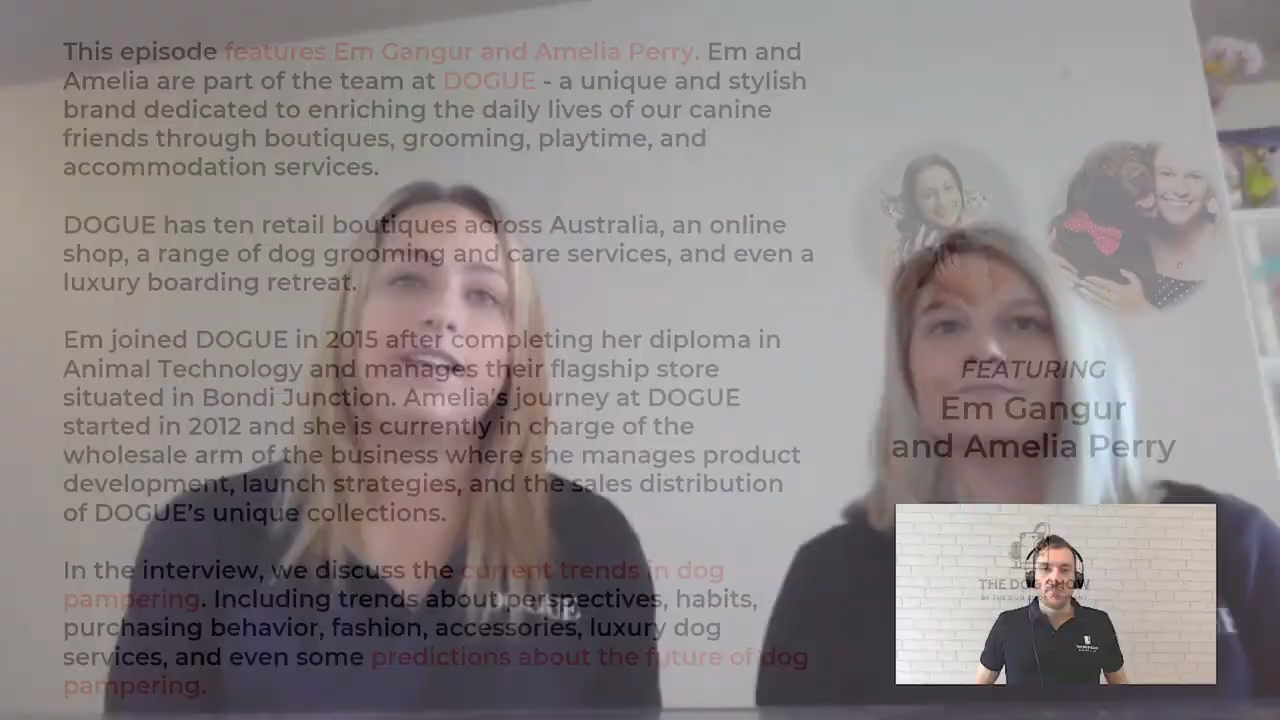 This episode features Em Gangur and Amelia Perry. Em and
Amelia are part of the team at DOGUE - a unique and stylish
brand dedicated to enriching the daily lives of our canine
friends through boutiques, grooming, playtime, and
accommodation services.
DOGUE has ten retail boutiques across Australia, an online
shop, a range of dog grooming and care services, and even a
luxury boarding retreat.
Em joined DOGUE in 2015 after completing her diploma in
Animal Technology and manages their flagship store
situated in Bondi Junction. Amelia's journey at DOGUE
started in 2012 and she is currently in charge of the
wholesale arm of the business where she manages product
development, launch strategies, and the sales distribution
of DOGUE's unique collections.
In the interview, we discuss the current trends in dog
pampering. Including trends about perspectives, habits,
purchasing behavior, fashion, accessories, luxury dog
services, and even some predictions about the future of dog
pampering.
FEATURING
Em Gangur
and Amelia Perry
THE DOG SHOW